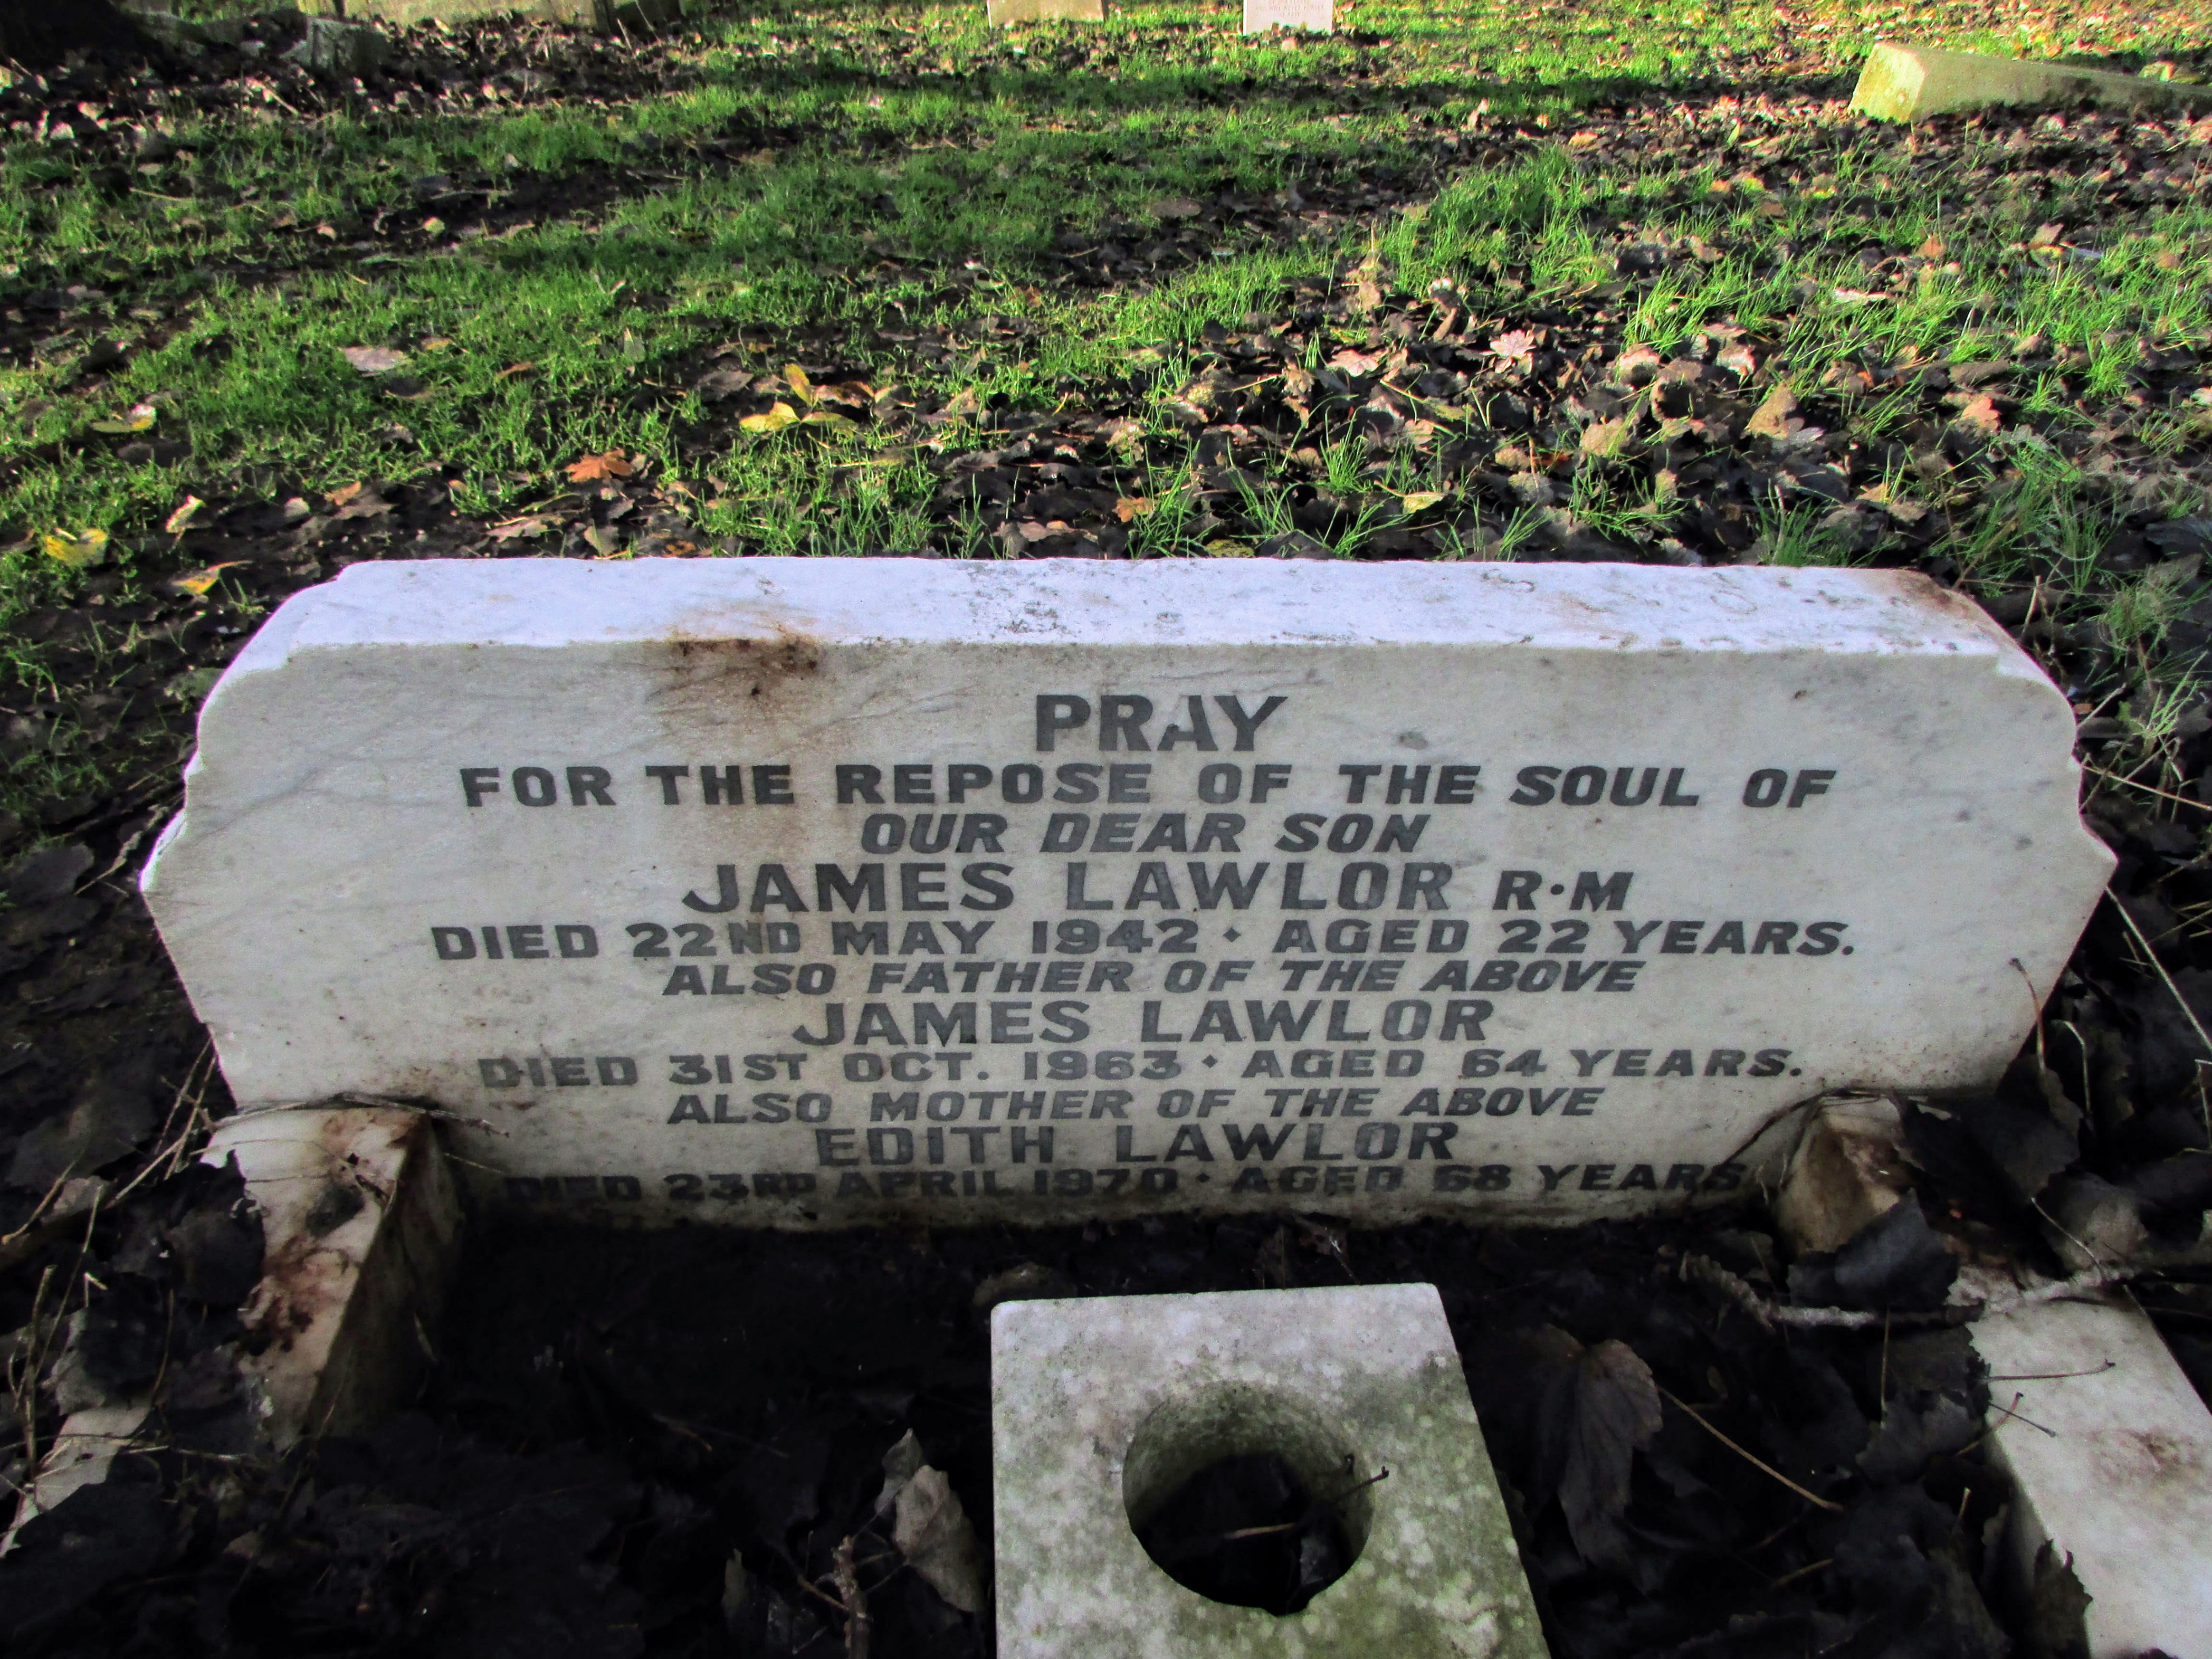 PRAY
FOR THE REPOSE OF THE SOUL OF
OUR DEAR SON
JAMES LAWLOR R·M
DIED 22ND MAY 1942 · AGED 22 YEARS.
ALSO FATHER OF THE ABOVE
JAMES LAWLOR
DIED 31ST OCT. 1963 · AGED 64 YEARS.
ALSO MOTHER OF THE ABOVE
EDITH LAWLOR
DIED 23RD APRIL 1970 · AGED 68 YEARS